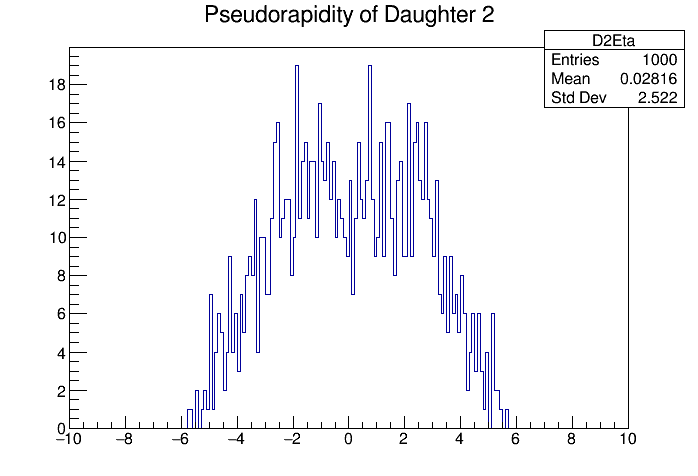 Pseudorapidity of Daughter 2
D2Eta
Entries 1000
Mean 0.02816
Std Dev 2.522
18
16
14
12
10
8
6
4
2
0
−10 −8 −6 −4 −2 0 2 4 6 8 10